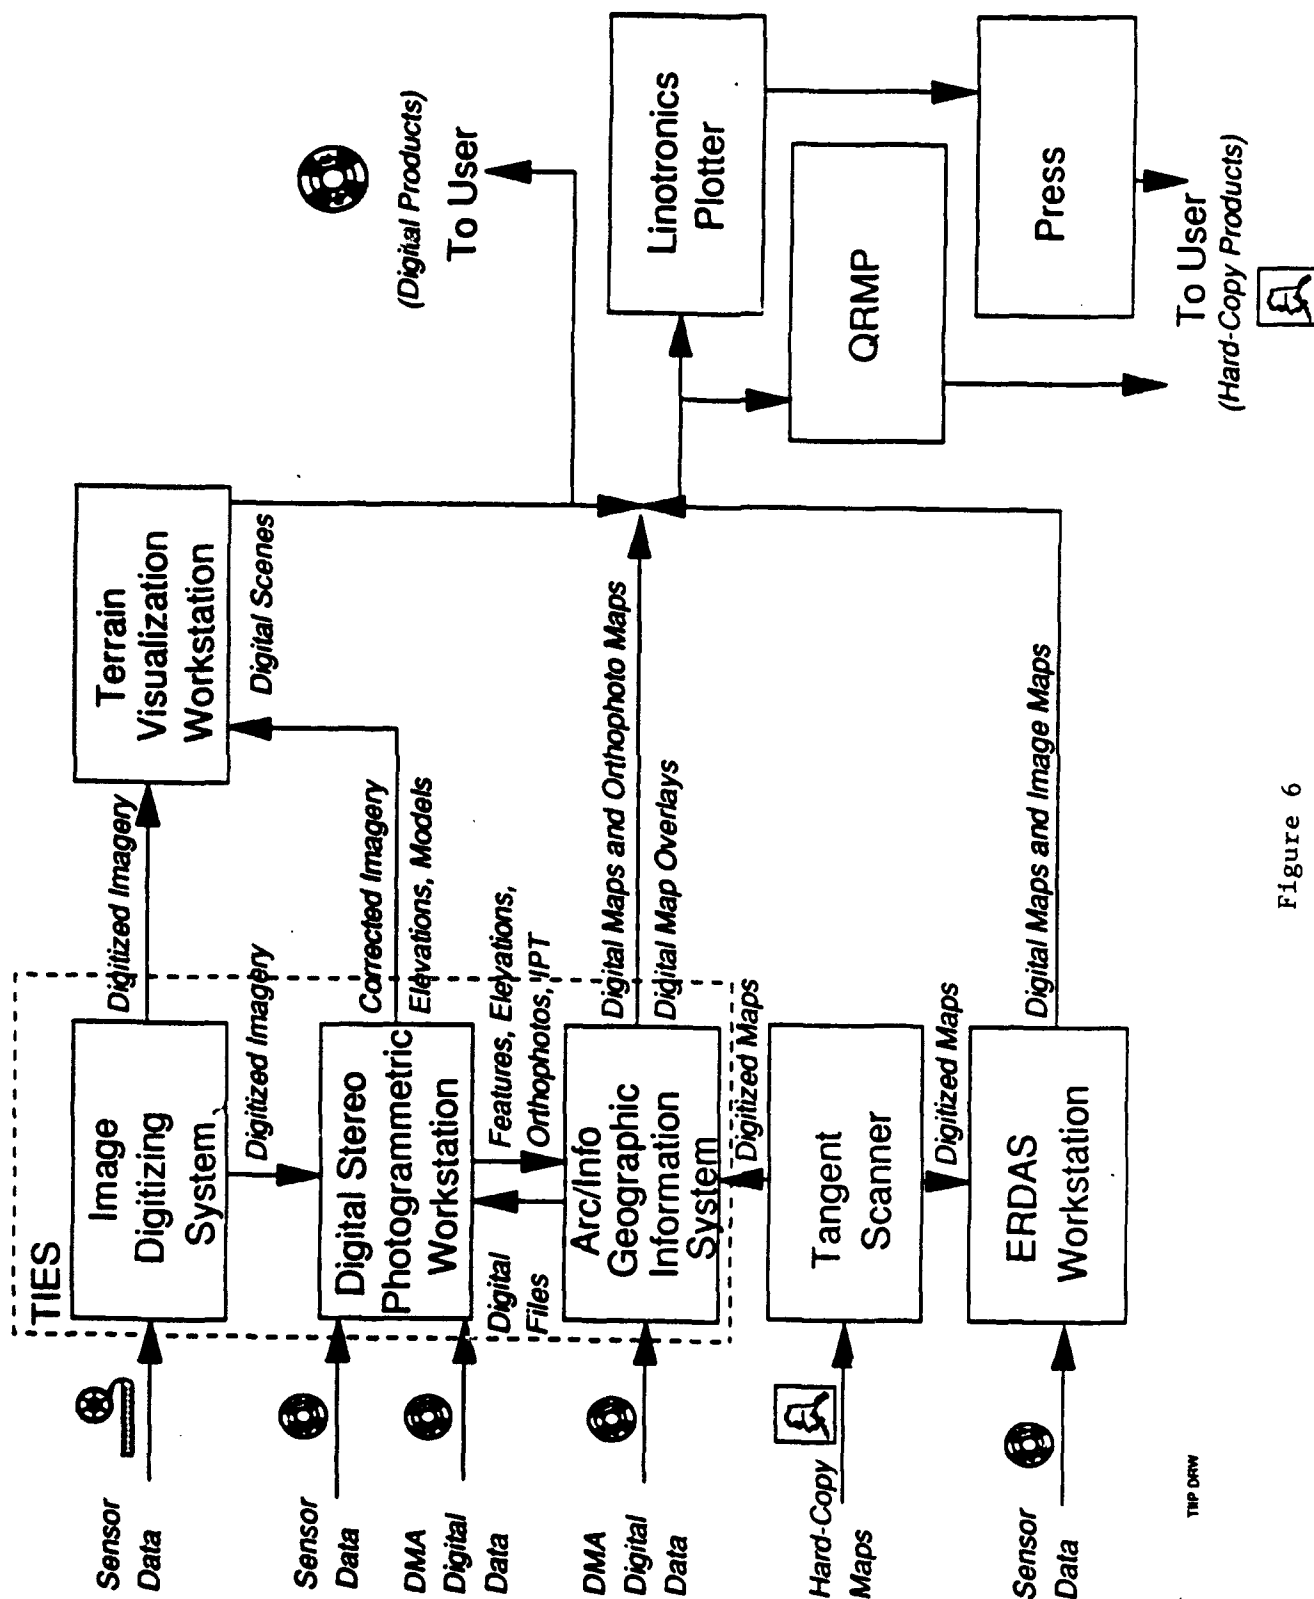 TIES
Sensor
Data
Image
Digitizing
System
Digitized Imagery
Digitized Imagery
Terrain
Visualization
Workstation
Digital Scenes
Sensor
Data
DMA
Digital
Data
Digital Stereo
Photogrammetric
Workstation
Corrected Imagery
Elevations, Models
Digital
Files
Features, Elevations,
Orthophotos, IPT
DMA
Digital
Data
Arc/Info
Geographic
Information
System
Digital Maps and Orthophoto Maps
Digital Map Overlays
Digitized Maps
Hard-Copy
Maps
Tangent
Scanner
Digitized Maps
Sensor
Data
ERDAS
Workstation
Digital Maps and Image Maps
(Digital Products)
To User
Linotronics
Plotter
QRMP
Press
To User
(Hard-Copy Products)
Figure 6